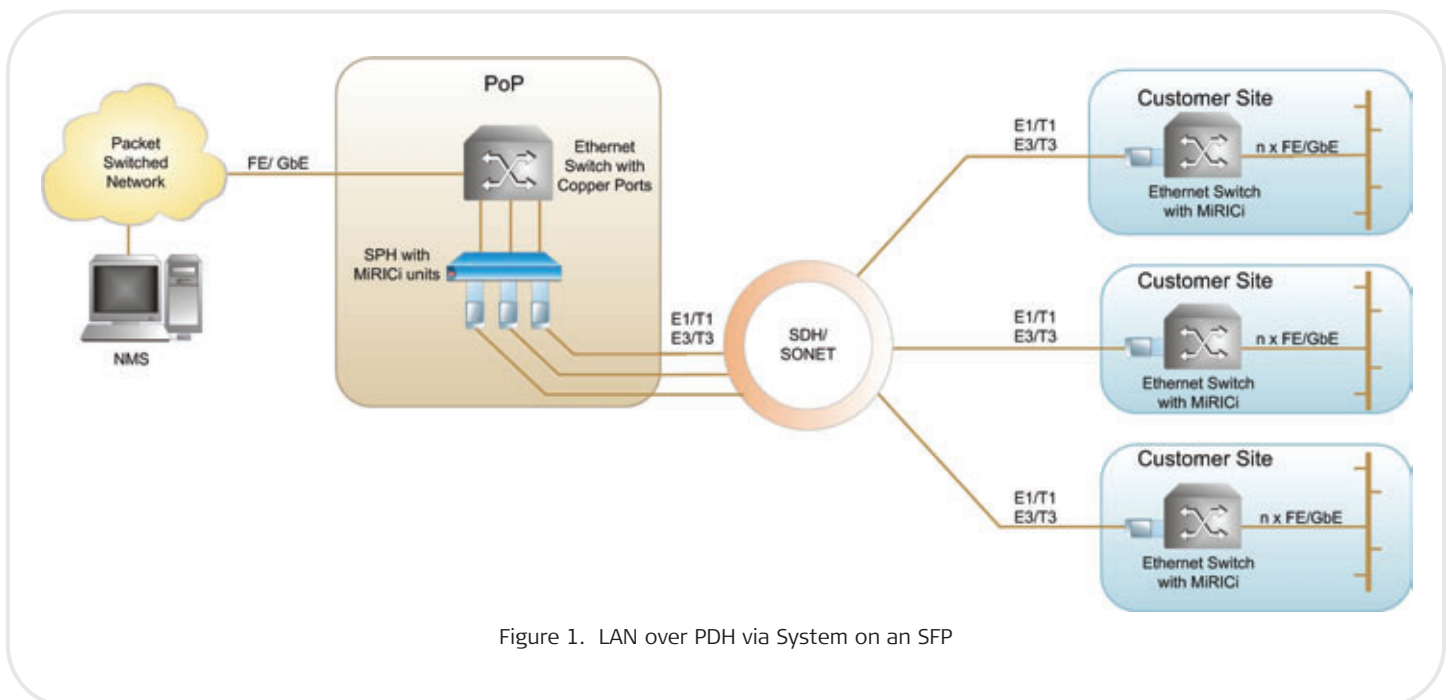 Packet
Switched
Network
NMS
FE/ GbE
PoP
Ethernet
Switch with
Copper Ports
SPH with
MiRICi units
E1/T1
E3/T3
SDH/
SONET
E1/T1
E3/T3
Customer Site
n x FE/GbE
Ethernet Switch
with MiRICi
E1/T1
E3/T3
Customer Site
n x FE/GbE
Ethernet Switch
with MiRICi
E1/T1
E3/T3
Customer Site
n x FE/GbE
Ethernet Switch
with MiRICi
Figure 1. LAN over PDH via System on an SFP